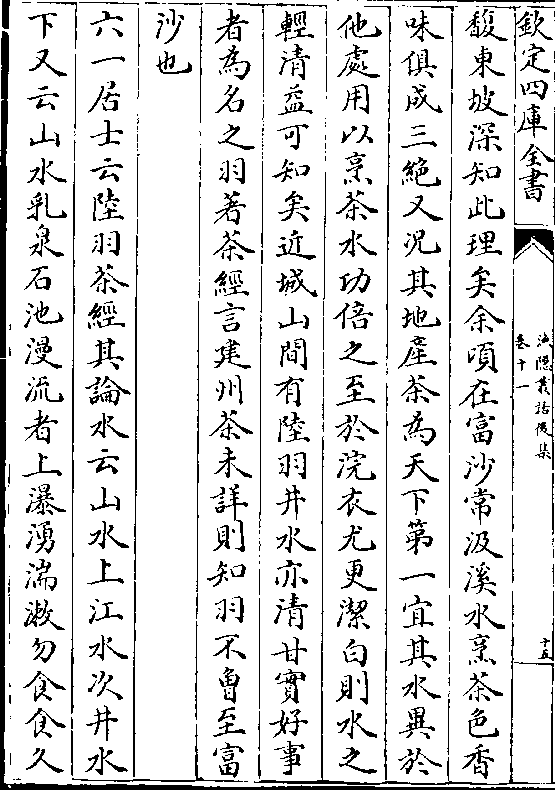 欽定四庫全書
漁隱叢話後集
卷十一
十五
馥東坡深知此理矣余頃在富沙常汲溪水烹茶色香
味俱成三絶又況其地產茶為天下第一宜其水異於
他處用以烹茶水功倍之至於浣衣尤更潔白則水之
輕清益可知矣近城山間有陸羽井水亦清甘實好事
者為名之羽著茶經言建州茶未詳則知羽不曾至富
沙也
六一居士云陸羽茶經其論水云山水上江水次井水
下又云山水乳泉石池漫流者上瀑湧湍漱勿食食久